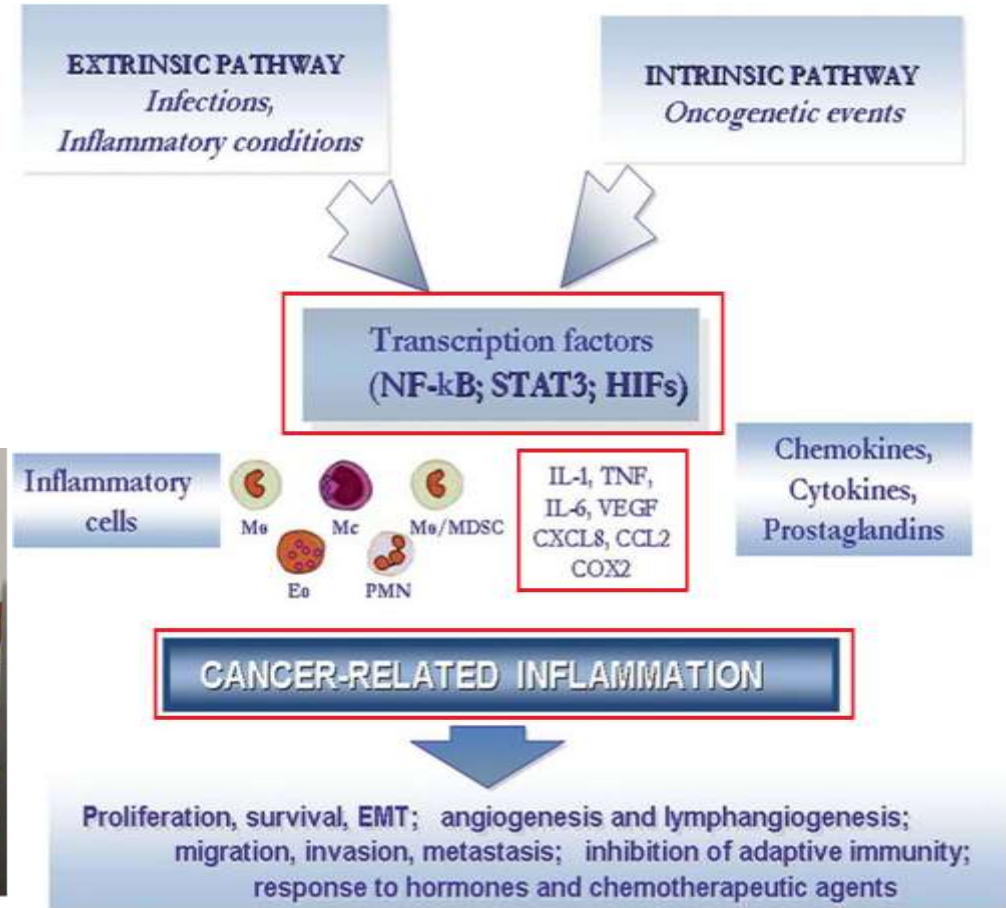 EXTRINSIC PATHWAY
Infections,
Inflammatory conditions
INTRINSIC PATHWAY
Oncogenetic events
Transcription factors
(NF-kB; STAT3; HIFs)
Inflammatory
cells
Mø
Mc
Mø/MDSC
Eo
PMN
IL-1, TNF,
IL-6, VEGF
CXCL8, CCL2
COX2
Chemokines,
Cytokines,
Prostaglandins
CANCER-RELATED INFLAMMATION
Proliferation, survival, EMT; angiogenesis and lymphangiogenesis;
migration, invasion, metastasis; inhibition of adaptive immunity;
response to hormones and chemotherapeutic agents